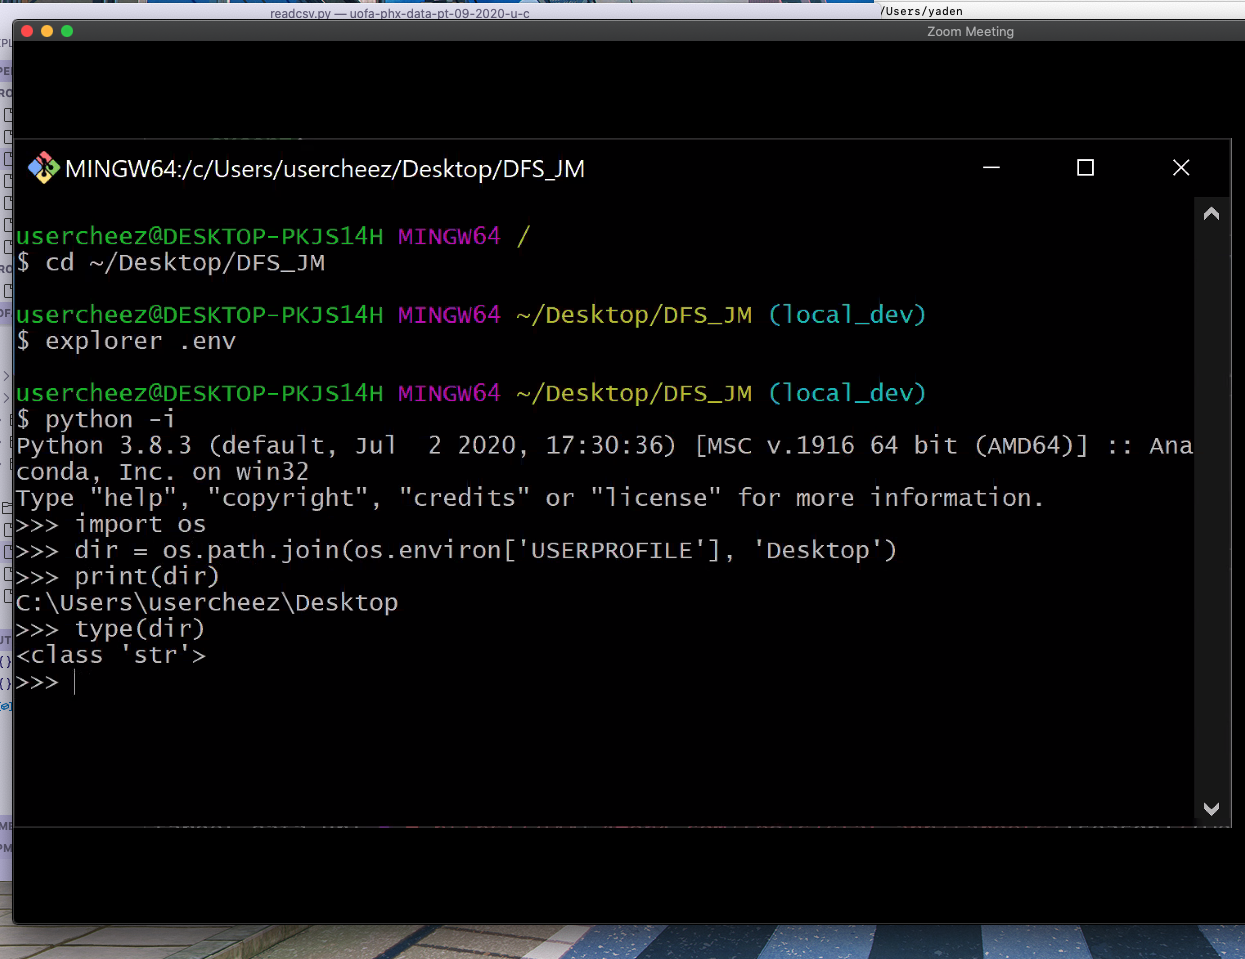 readcsv.py — uofa-phx-data-pt-09-2020-u-c
/Users/yaden
Zoom Meeting
MINGW64:/c/Users/usercheez/Desktop/DFS_JM
usercheez@DESKTOP-PKJS14H MINGW64 /
$ cd ~/Desktop/DFS_JM
usercheez@DESKTOP-PKJS14H MINGW64 ~/Desktop/DFS_JM (local_dev)
$ explorer .env
usercheez@DESKTOP-PKJS14H MINGW64 ~/Desktop/DFS_JM (local_dev)
$ python -i
Python 3.8.3 (default, Jul  2 2020, 17:30:36) [MSC v.1916 64 bit (AMD64)] :: Ana
conda, Inc. on win32
Type "help", "copyright", "credits" or "license" for more information.
>>> import os
>>> dir = os.path.join(os.environ['USERPROFILE'], 'Desktop')
>>> print(dir)
C:\Users\usercheez\Desktop
>>> type(dir)
<class 'str'>
>>>